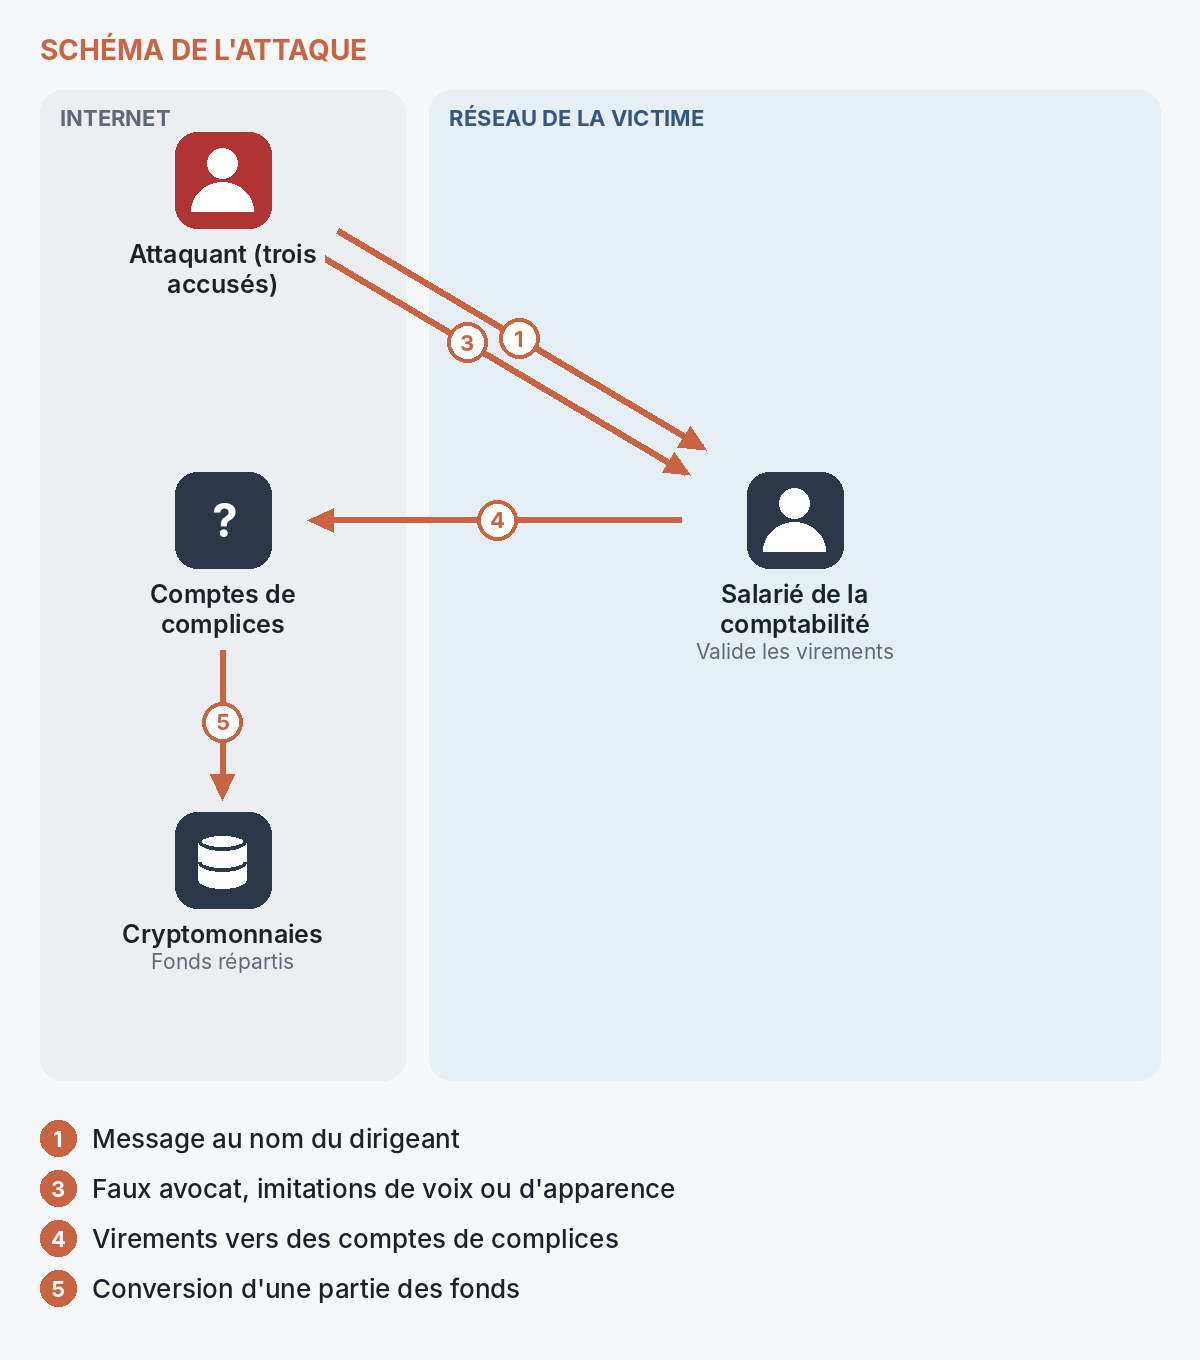 SCHÉMA DE L'ATTAQUE
INTERNET
RÉSEAU DE LA VICTIME
Attaquant (trois
accusés)
1
3
?
4
Comptes de
complices
Salarié de la
comptabilité
Valide les virements
5
Cryptomonnaies
Fonds répartis
1 Message au nom du dirigeant
3 Faux avocat, imitations de voix ou d'apparence
4 Virements vers des comptes de complices
5 Conversion d'une partie des fonds